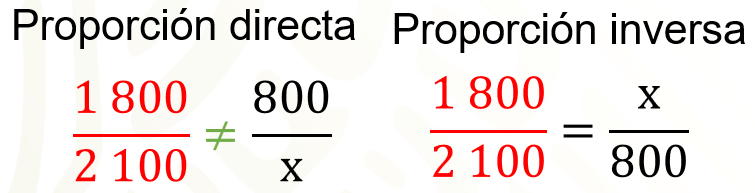 Proporción directa
1 800 / 2 100 ≠ 800 / x
Proporción inversa
1 800 / 2 100 = x / 800